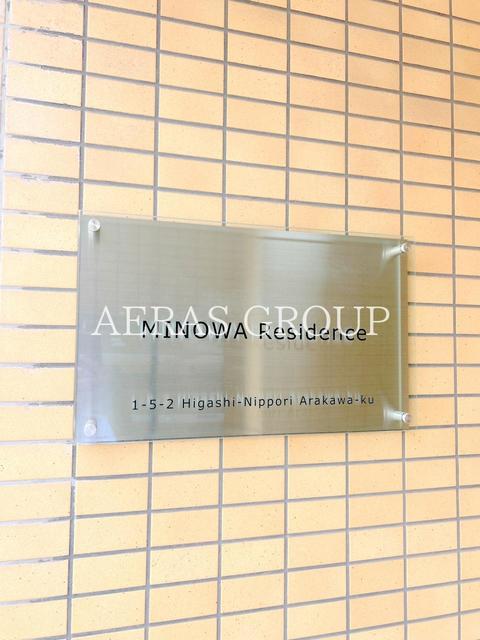 AERAS GROUP
MINOWA Residence
1-5-2 Higashi-Nippori Arakawa-ku